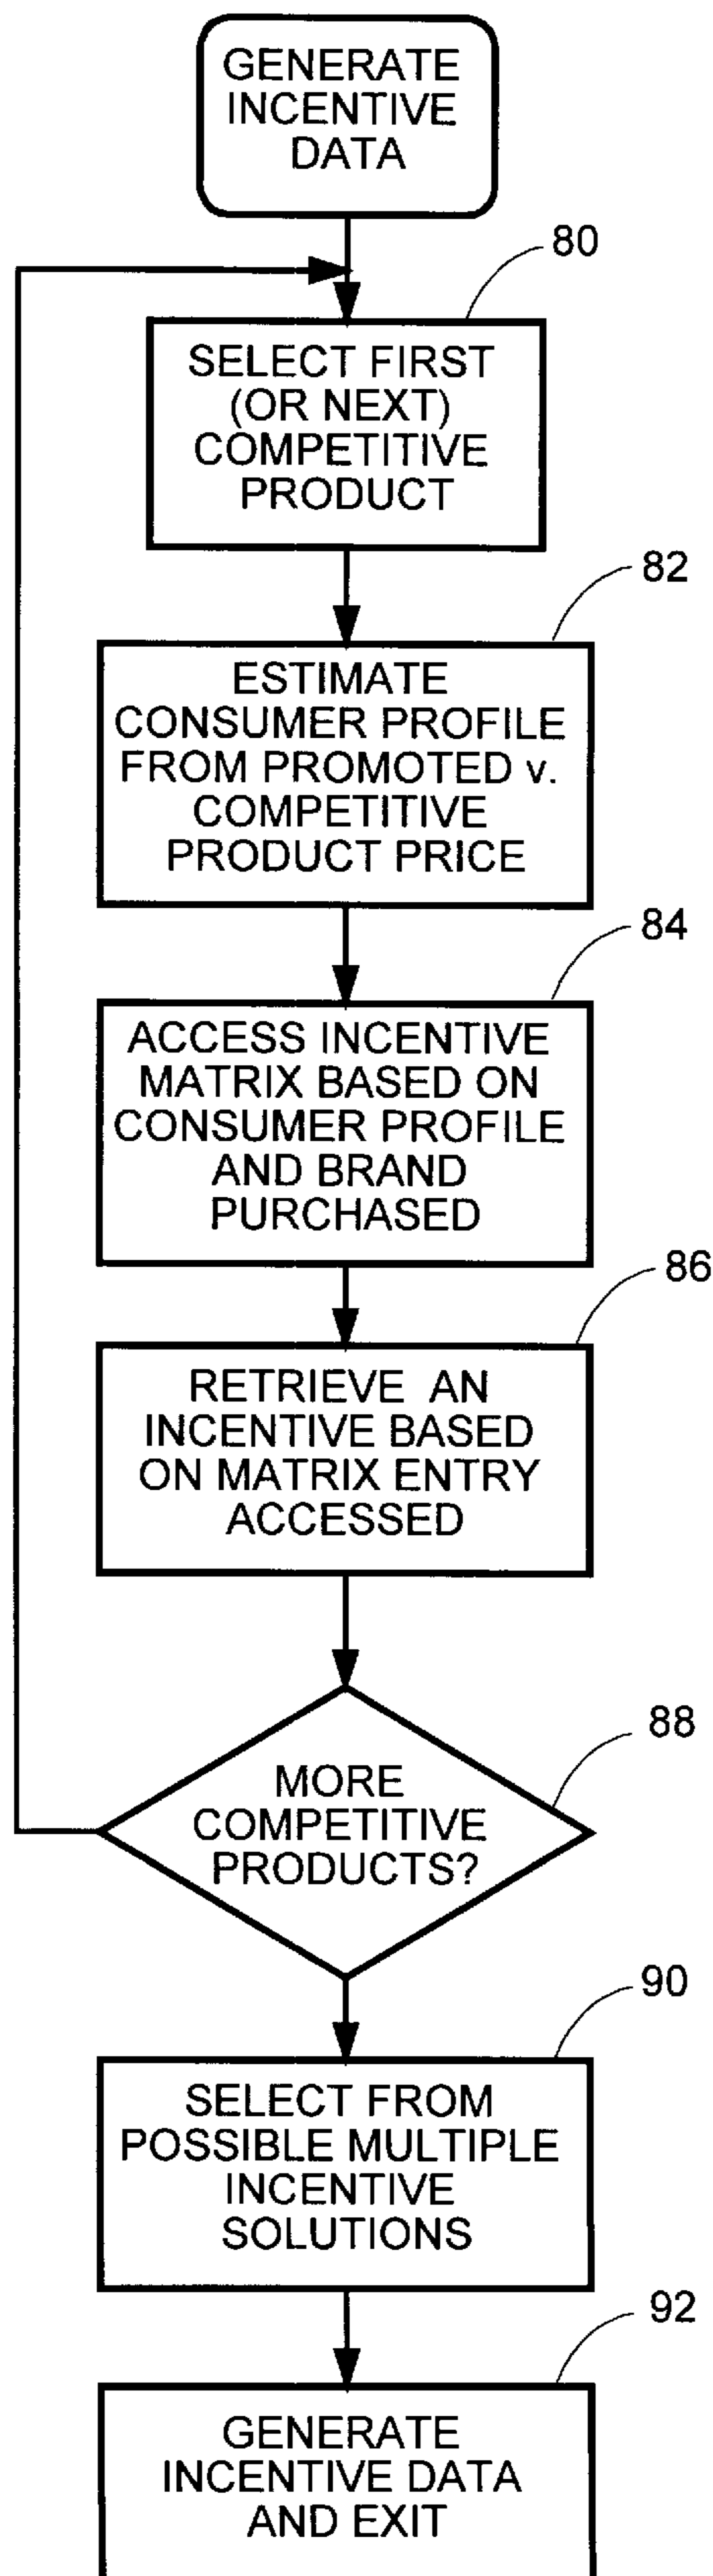 GENERATE
INCENTIVE
DATA
80
SELECT FIRST
(OR NEXT)
COMPETITIVE
PRODUCT
82
ESTIMATE
CONSUMER PROFILE
FROM PROMOTED v.
COMPETITIVE
PRODUCT PRICE
84
ACCESS INCENTIVE
MATRIX BASED ON
CONSUMER PROFILE
AND BRAND
PURCHASED
86
RETRIEVE AN
INCENTIVE BASED
ON MATRIX ENTRY
ACCESSED
88
MORE
COMPETITIVE
PRODUCTS?
90
SELECT FROM
POSSIBLE MULTIPLE
INCENTIVE
SOLUTIONS
92
GENERATE
INCENTIVE DATA
AND EXIT